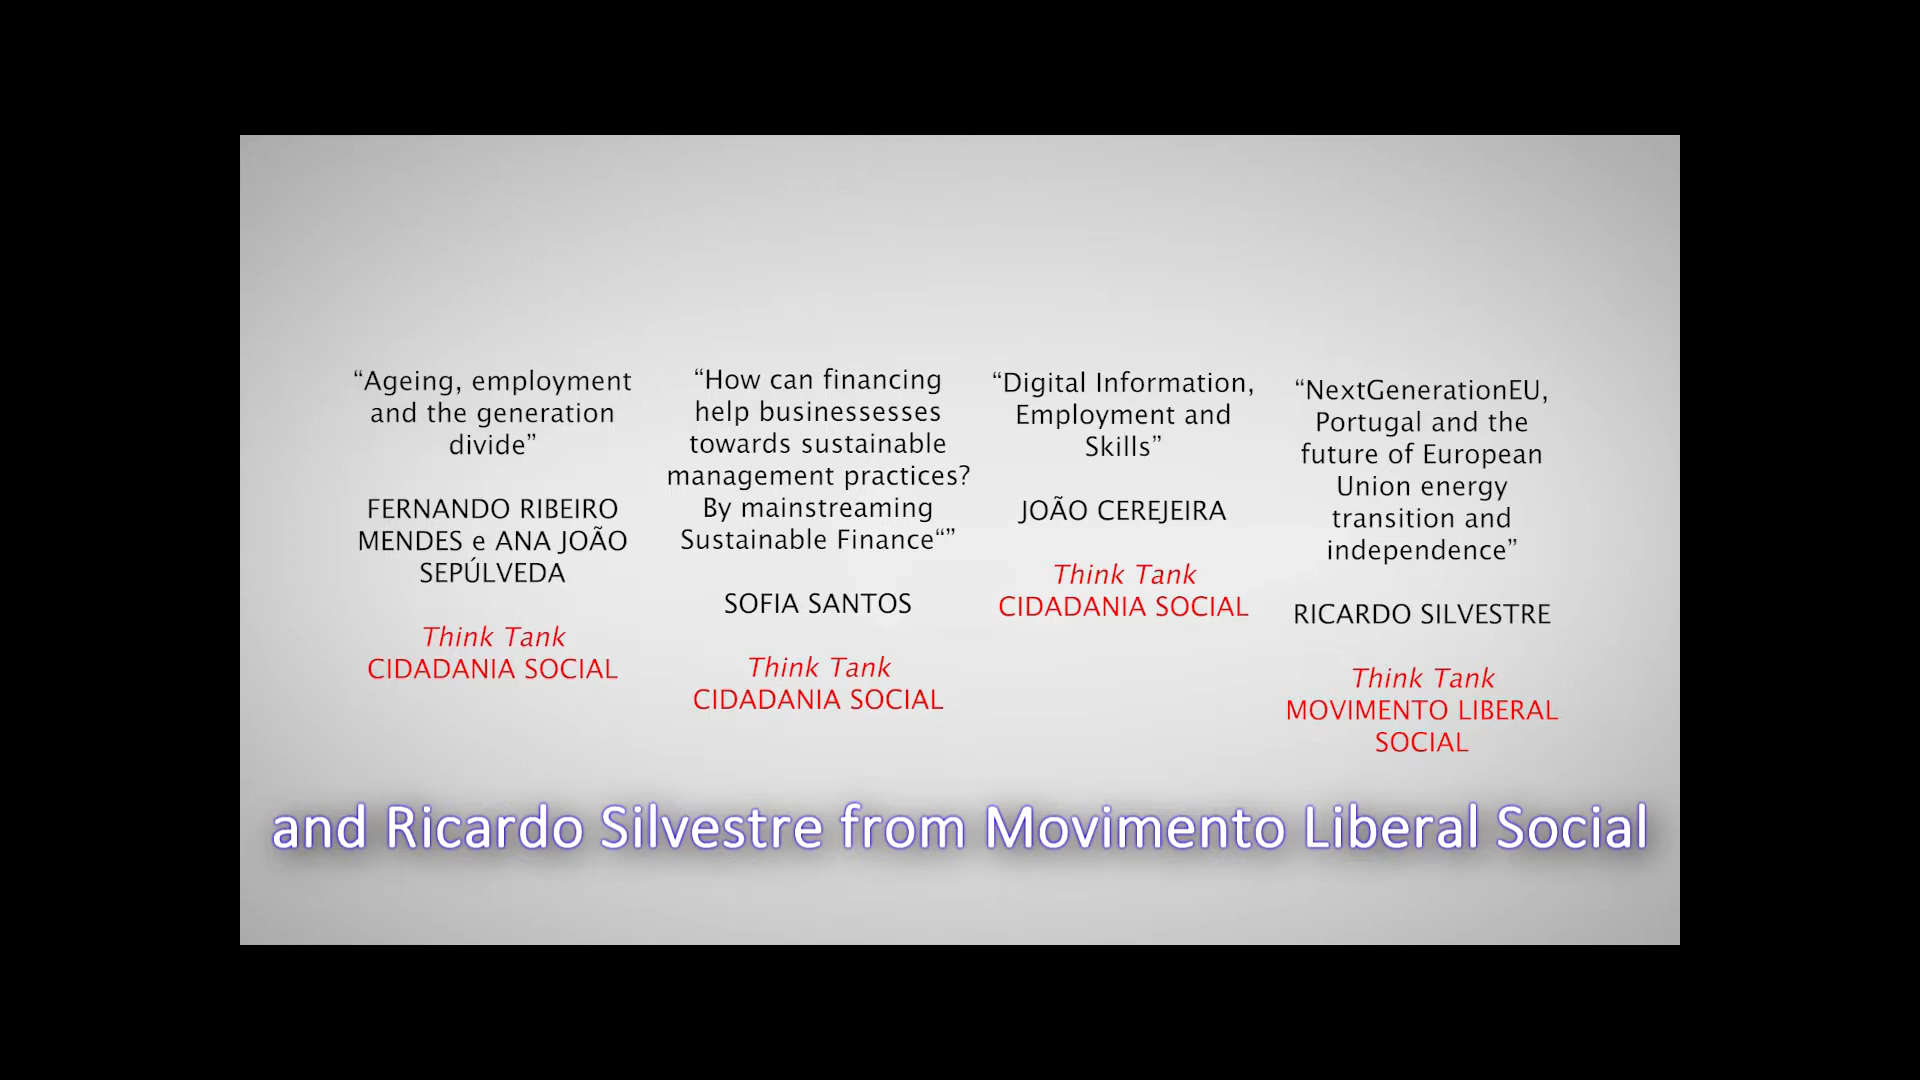 “Ageing, employment
and the generation
divide”
FERNANDO RIBEIRO
MENDES e ANA JOÃO
SEPÚLVEDA
Think Tank
CIDADANIA SOCIAL
“How can financing
help businessesses
towards sustainable
management practices?
By mainstreaming
Sustainable Finance“”
SOFIA SANTOS
Think Tank
CIDADANIA SOCIAL
“Digital Information,
Employment and
Skills”
JOÃO CEREJEIRA
Think Tank
CIDADANIA SOCIAL
“NextGenerationEU,
Portugal and the
future of European
Union energy
transition and
independence”
RICARDO SILVESTRE
Think Tank
MOVIMENTO LIBERAL
SOCIAL
and Ricardo Silvestre from Movimento Liberal Social